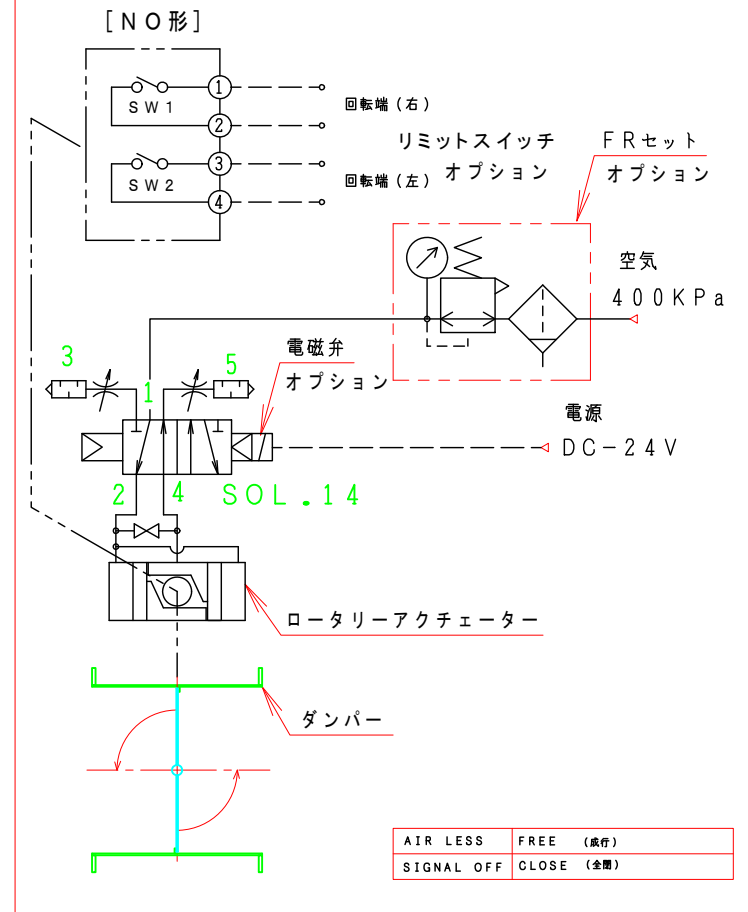 [NO形]
1
SW1
2
回転端(右)
3
SW2
4
回転端(左)
リミットスイッチ
オプション
FRセット
オプション
空気
400KPa
3
1
5
電磁弁
オプション
電源
DC-24V
2
4
SOL.14
ロータリーアクチェーター
ダンパー
AIR LESS FREE (成行)
SIGNAL OFF CLOSE (全閉)